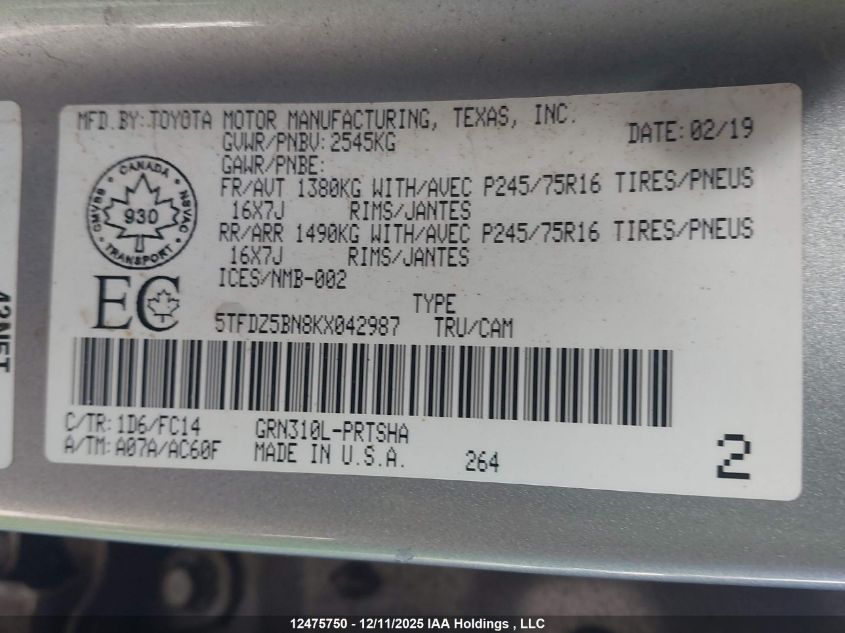 MFD.BY:TOYOTA MOTOR MANUFACTURING, TEXAS, INC.
DATE:02/19
GVWR/PNBV:2545KG
GAWR/PNBE:
FR/AVT 1380KG WITH/AVEC P245/75R16 TIRES/PNEUS
16X7J RIMS/JANTES
RR/ARR 1490KG WITH/AVEC P245/75R16 TIRES/PNEUS
16X7J RIMS/JANTES
ICES/NMB-002
CANADA
CMVSS NSVAC
930
TRANSPORT
EC
TYPE
5TFDZ5BN8KX042987 TRU/CAM
C/TR:1D6/FC14 GRN310L-PRTSHA
A/TM:A07A/AC60F MADE IN U.S.A. 264
2
12475750 - 12/11/2025 IAA Holdings , LLC